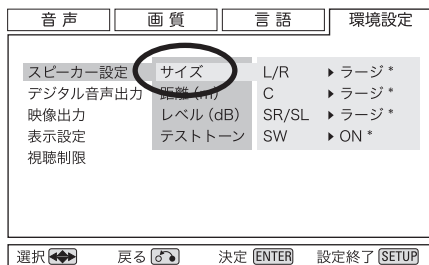 音声 画質 言語 環境設定
スピーカー設定 サイズ L/R ▶ ラージ *
デジタル音声出力 距離 (m) C ▶ ラージ *
映像出力 レベル (dB) SR/SL ▶ ラージ *
表示設定 テストトーン SW ▶ ON *
視聴制限
選択 戻る 決定 ENTER 設定終了 SETUP